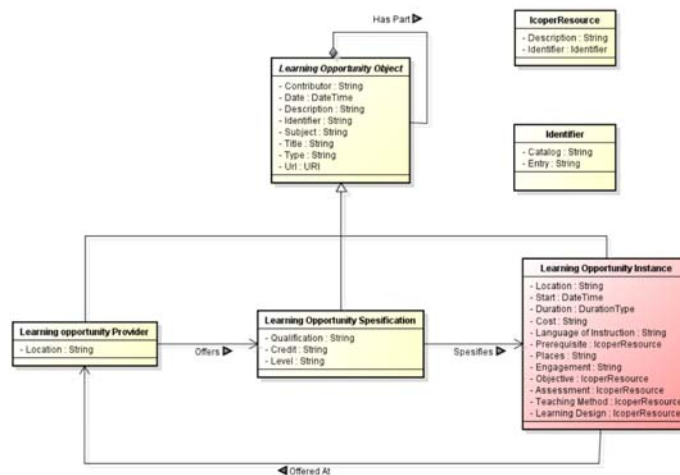 Has Part
Learning Opportunity Object
- Contributor : String
- Date : DateTime
- Description : String
- Identifier : String
- Subject : String
- Title : String
- Type : String
- Url : URI
IcoperResource
- Description : String
- Identifier : Identifier
Identifier
- Catalog : String
- Entry : String
Learning opportunity Provider
- Location : String
Offers
Learning Opportunity Spesification
- Qualification : String
- Credit : String
- Level : String
Spesifies
Learning Opportunity Instance
- Location : String
- Start : DateTime
- Duration : DurationType
- Cost : String
- Language of Instruction : String
- Prerequisite : IcoperResource
- Places : String
- Engagement : String
- Objective : IcoperResource
- Assessment : IcoperResource
- Teaching Method : IcoperResource
- Learning Design : IcoperResource
Offered At